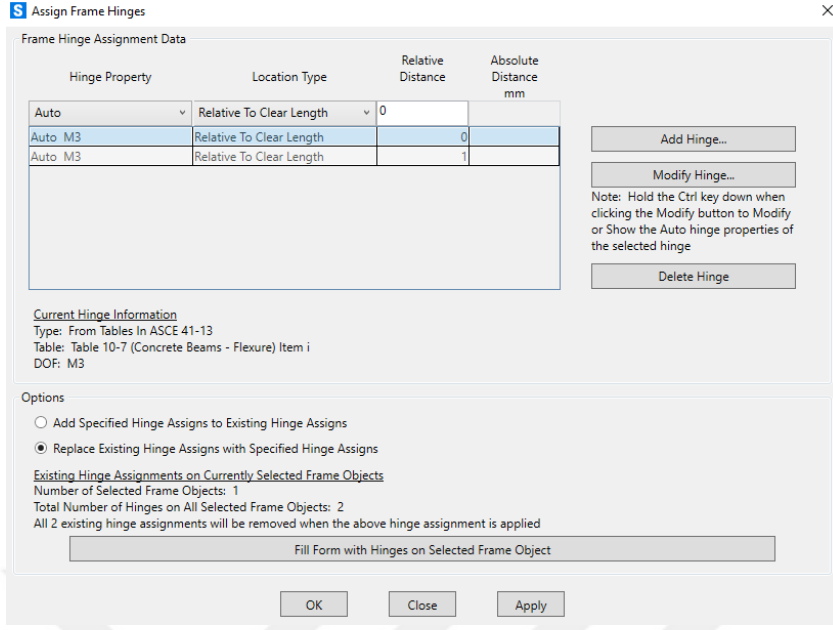 S Assign Frame Hinges
Frame Hinge Assignment Data
Hinge Property Location Type Relative Distance Absolute Distance mm
Auto Relative To Clear Length 0
Auto M3 Relative To Clear Length 0
Auto M3 Relative To Clear Length 1
Add Hinge...
Modify Hinge...
Note: Hold the Ctrl key down when
clicking the Modify button to Modify
or Show the Auto hinge properties of
the selected hinge
Delete Hinge
Current Hinge Information
Type: From Tables In ASCE 41-13
Table: Table 10-7 (Concrete Beams - Flexure) Item i
DOF: M3
Options
Add Specified Hinge Assigns to Existing Hinge Assigns
Replace Existing Hinge Assigns with Specified Hinge Assigns
Existing Hinge Assignments on Currently Selected Frame Objects
Number of Selected Frame Objects: 1
Total Number of Hinges on All Selected Frame Objects: 2
All 2 existing hinge assignments will be removed when the above hinge assignment is applied
Fill Form with Hinges on Selected Frame Object
OK Close Apply